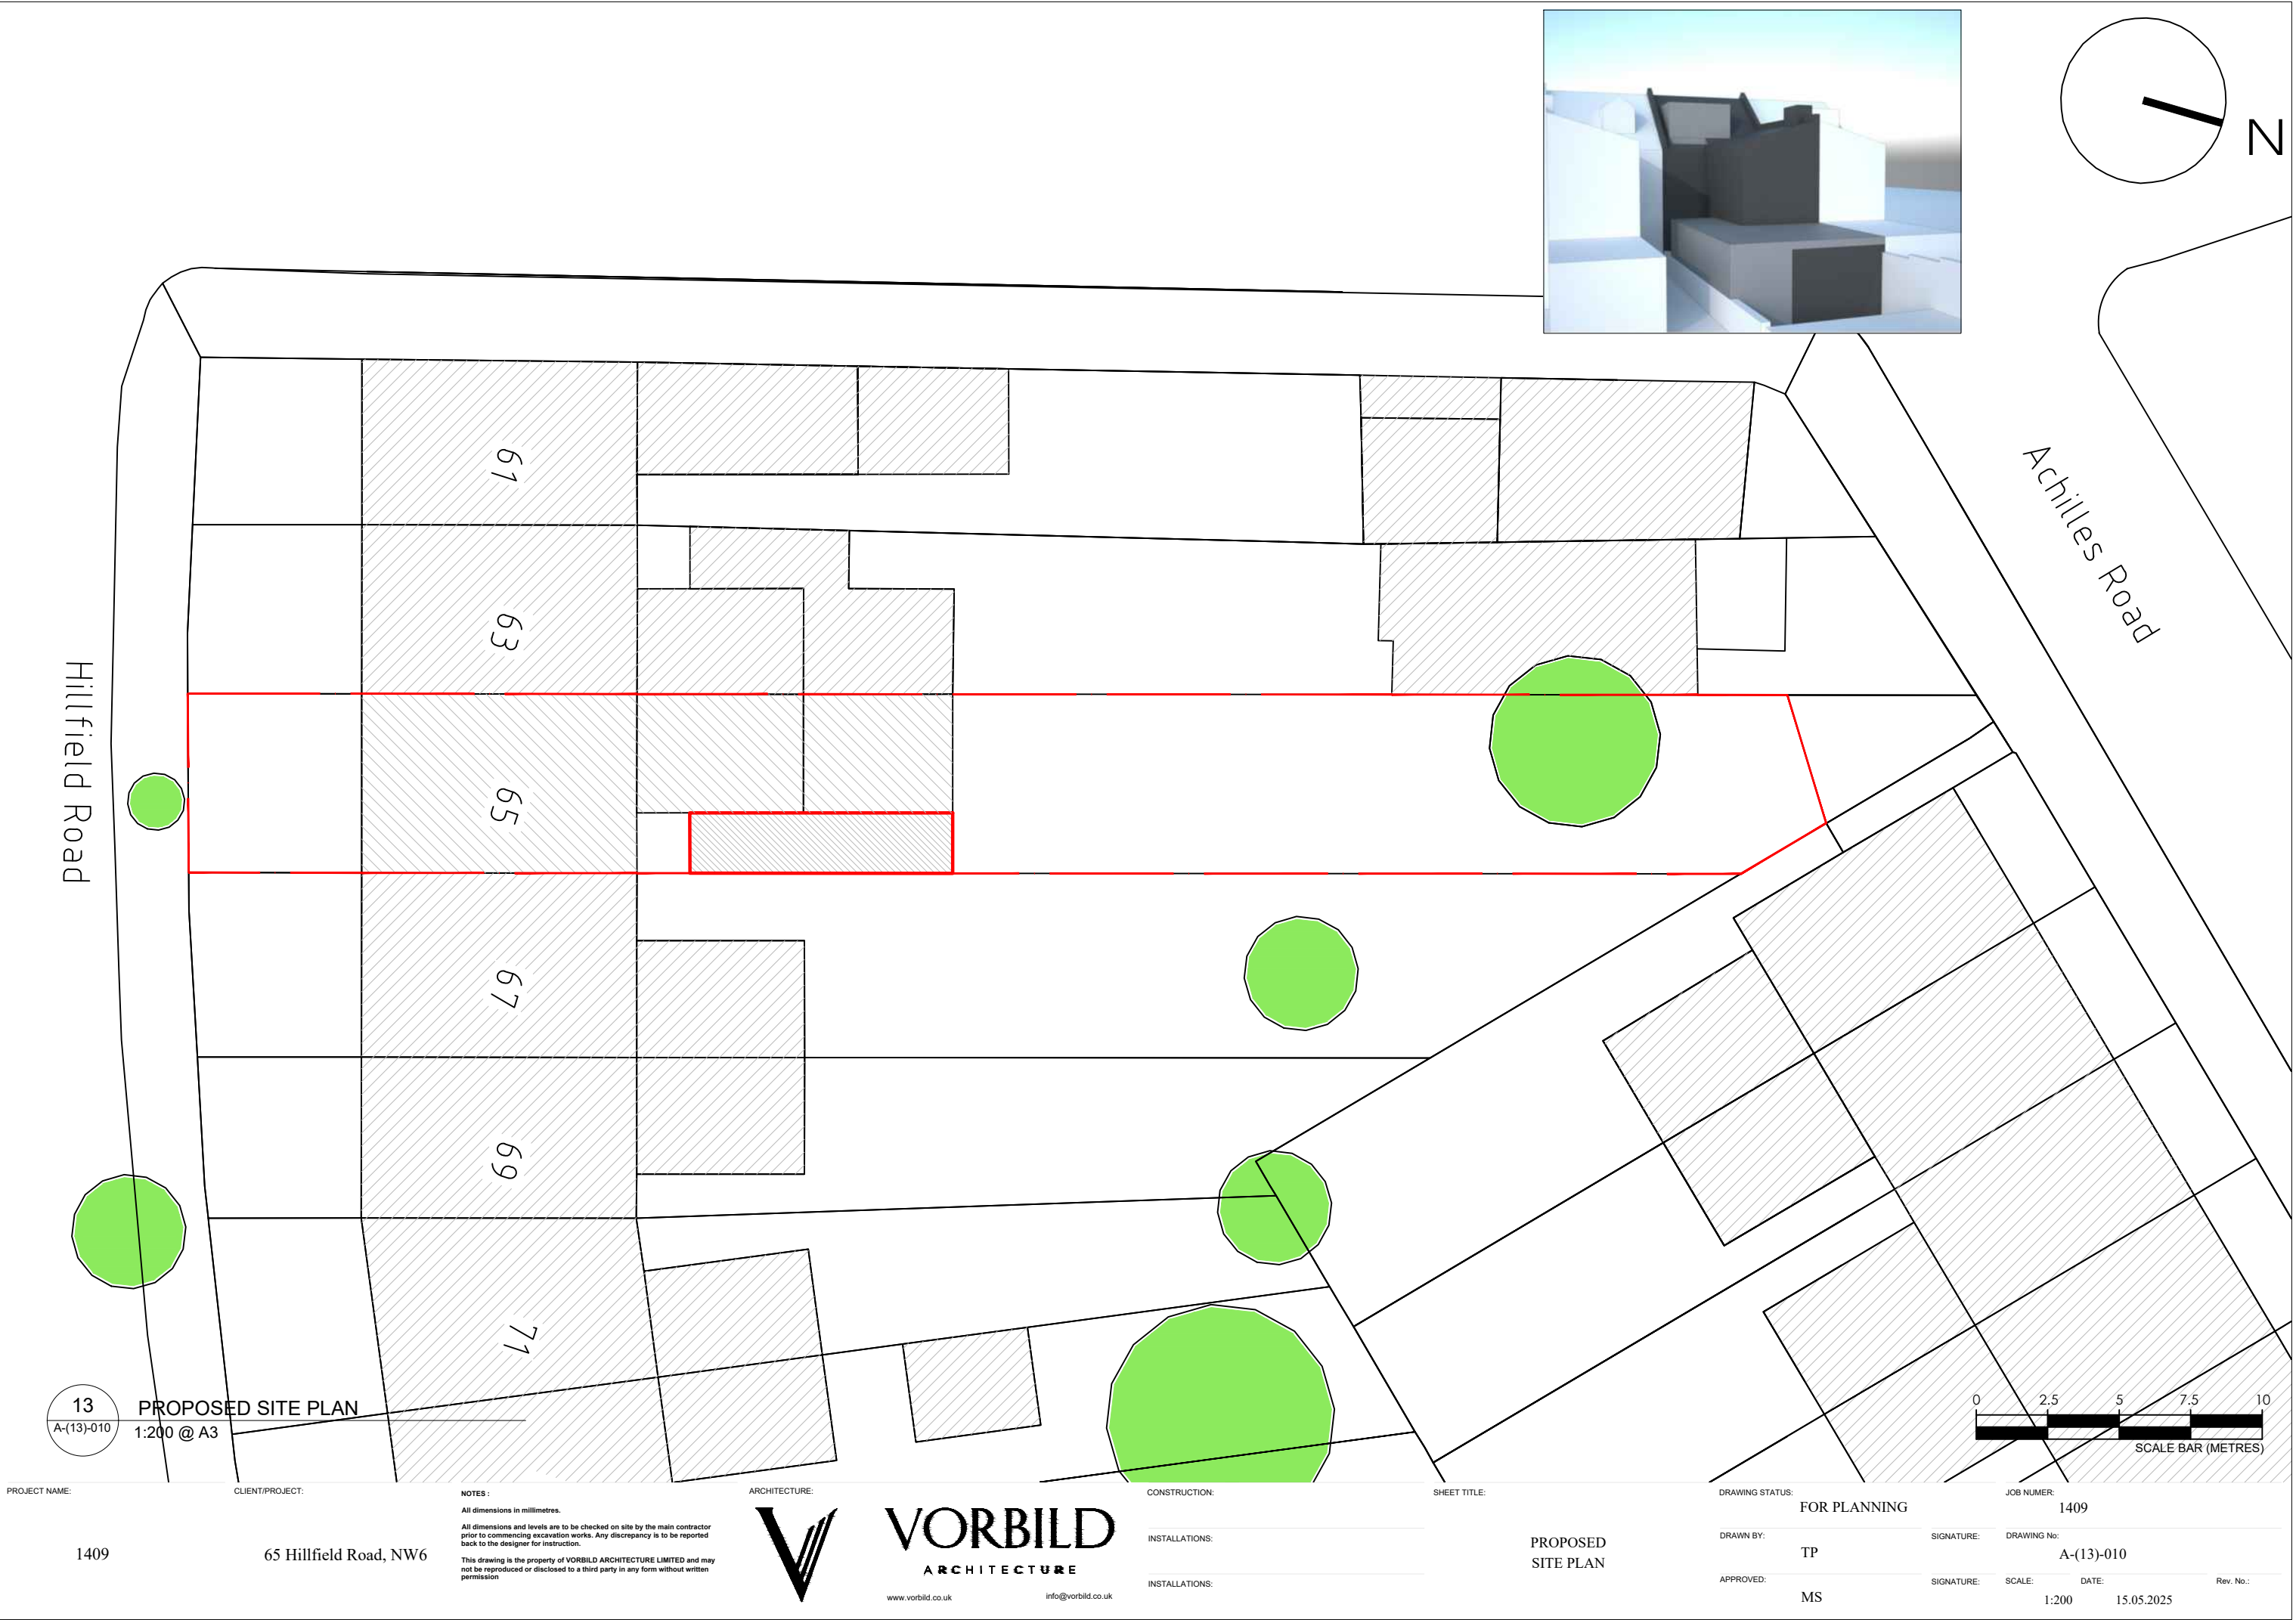 N
Achilles Road
Hillfield Road
61
63
65
67
69
71
13
A-(13)-010
PROPOSED SITE PLAN
1:200 @ A3
0 2.5 5 7.5 10
SCALE BAR (METRES)
PROJECT NAME:
1409
CLIENT/PROJECT:
65 Hillfield Road, NW6
NOTES :
All dimensions in millimetres.
All dimensions and levels are to be checked on site by the main contractor
prior to commencing excavation works. Any discrepancy is to be reported
back to the designer for instruction.
This drawing is the property of VORBILD ARCHITECTURE LIMITED and may
not be reproduced or disclosed to a third party in any form without written
permission
ARCHITECTURE:
VORBILD
ARCHITECTURE
www.vorbild.co.uk info@vorbild.co.uk
CONSTRUCTION:
INSTALLATIONS:
INSTALLATIONS:
SHEET TITLE:
PROPOSED
SITE PLAN
DRAWING STATUS:
FOR PLANNING
JOB NUMER:
1409
DRAWN BY:
TP
SIGNATURE:
DRAWING No:
A-(13)-010
APPROVED:
MS
SIGNATURE:
SCALE:
1:200
DATE:
15.05.2025
Rev. No.: